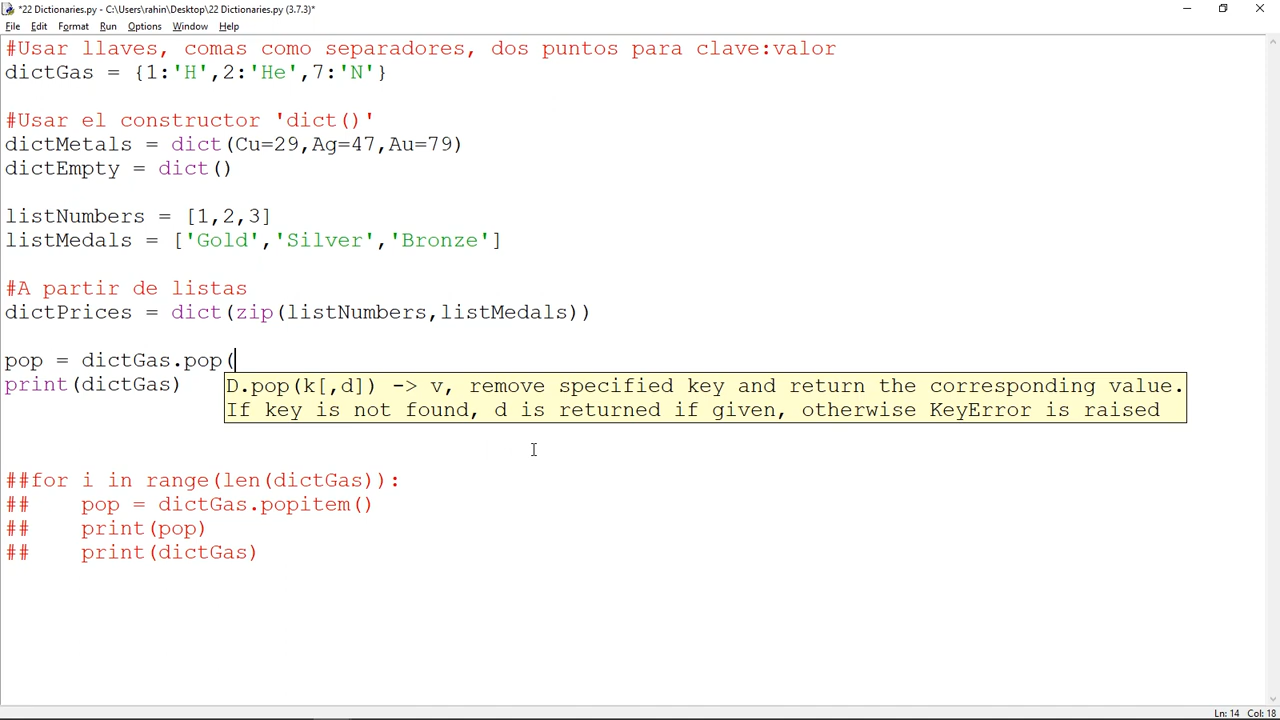 *22 Dictionaries.py - C:\Users\rahin\Desktop\22 Dictionaries.py (3.7.3)*
File Edit Format Run Options Window Help
#Usar llaves, comas como separadores, dos puntos para clave:valor
dictGas = {1:'H',2:'He',7:'N'}
#Usar el constructor 'dict()'
dictMetals = dict(Cu=29,Ag=47,Au=79)
dictEmpty = dict()
listNumbers = [1,2,3]
listMedals = ['Gold','Silver','Bronze']
#A partir de listas
dictPrices = dict(zip(listNumbers,listMedals))
pop = dictGas.pop(
print(dictGas)
D.pop(k[,d]) -> v, remove specified key and return the corresponding value.
If key is not found, d is returned if given, otherwise KeyError is raised
##for i in range(len(dictGas)):
##    pop = dictGas.popitem()
##    print(pop)
##    print(dictGas)
Ln: 14 Col: 18